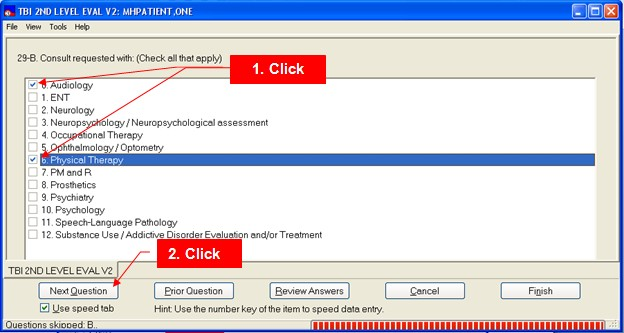 TBI 2ND LEVEL EVAL V2: MHPATIENT,ONE
File View Tools Help
29-B. Consult requested with: (Check all that apply)
1. Click
0. Audiology
1. ENT
2. Neurology
3. Neuropsychology / Neuropsychological assessment
4. Occupational Therapy
5. Ophthalmology / Optometry
6. Physical Therapy
7. PM and R
8. Prosthetics
9. Psychiatry
10. Psychology
11. Speech-Language Pathology
12. Substance Use / Addictive Disorder Evaluation and/or Treatment
2. Click
TBI 2ND LEVEL EVAL V2
Next Question Prior Question Review Answers Cancel Finish
Use speed tab Hint: Use the number key of the item to speed data entry.
Questions skipped: B..